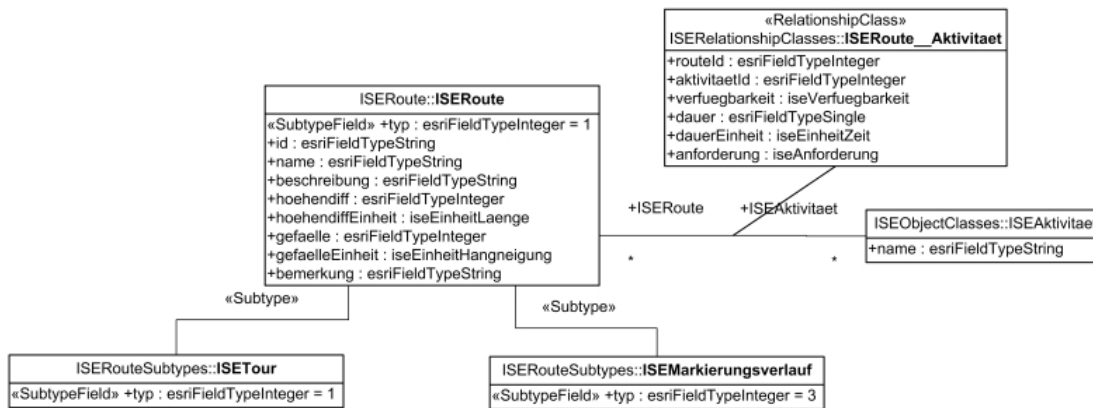 «RelationshipClass»
ISERelationshipClasses::ISERoute__Aktivitaet
+routeId : esriFieldTypeInteger
+aktivitaetId : esriFieldTypeInteger
+verfuegbarkeit : iseVerfuegbarkeit
+dauer : esriFieldTypeSingle
+dauerEinheit : iseEinheitZeit
+anforderung : iseAnforderung
ISERoute::ISERoute
«SubtypeField» +typ : esriFieldTypeInteger = 1
+id : esriFieldTypeString
+name : esriFieldTypeString
+beschreibung : esriFieldTypeString
+hoehendiff : esriFieldTypeInteger
+hoehendiffEinheit : iseEinheitLaenge
+gefaelle : esriFieldTypeInteger
+gefaelleEinheit : iseEinheitHangneigung
+bemerkung : esriFieldTypeString
+ISERoute
+ISEAktivitaet
*
*
ISEObjectClasses::ISEAktivitaet
+name : esriFieldTypeString
«Subtype»
«Subtype»
ISERouteSubtypes::ISETour
«SubtypeField» +typ : esriFieldTypeInteger = 1
ISERouteSubtypes::ISEMarkierungsverlauf
«SubtypeField» +typ : esriFieldTypeInteger = 3